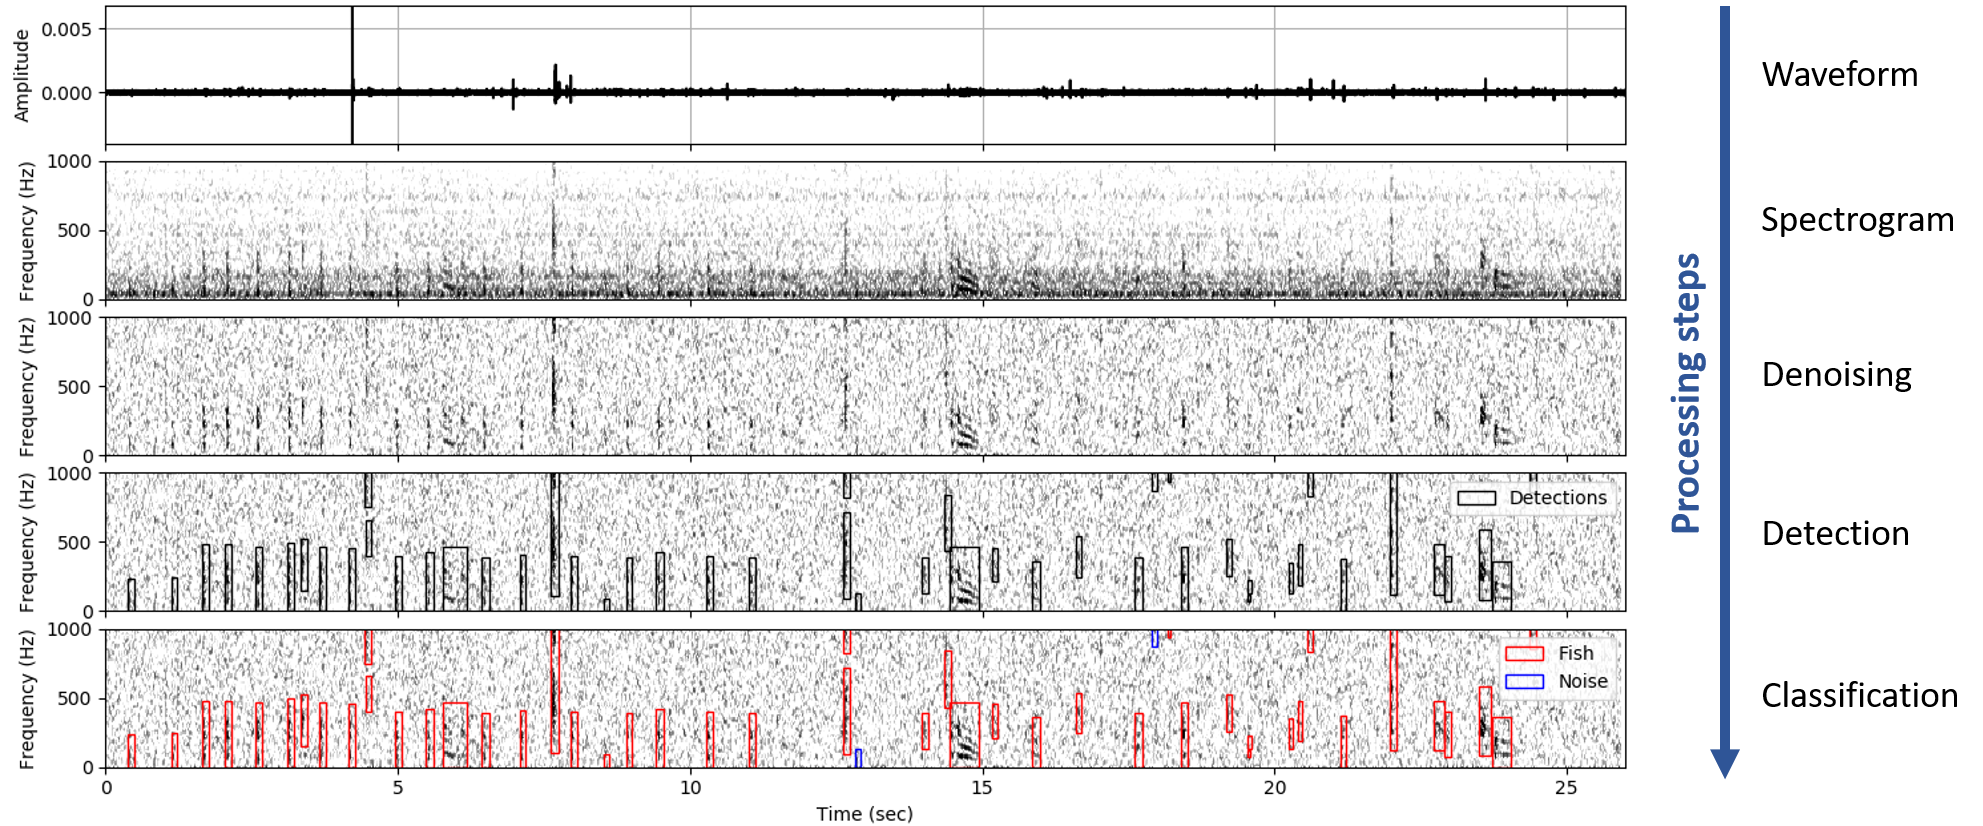 Amplitude
0.005
0.000
Waveform
Frequency (Hz)
1000
500
0
Spectrogram
Frequency (Hz)
1000
500
0
Denoising
Frequency (Hz)
1000
500
0
Detections
Detection
Frequency (Hz)
1000
500
0
Fish
Noise
Classification
0 5 10 15 20 25
Time (sec)
Processing steps